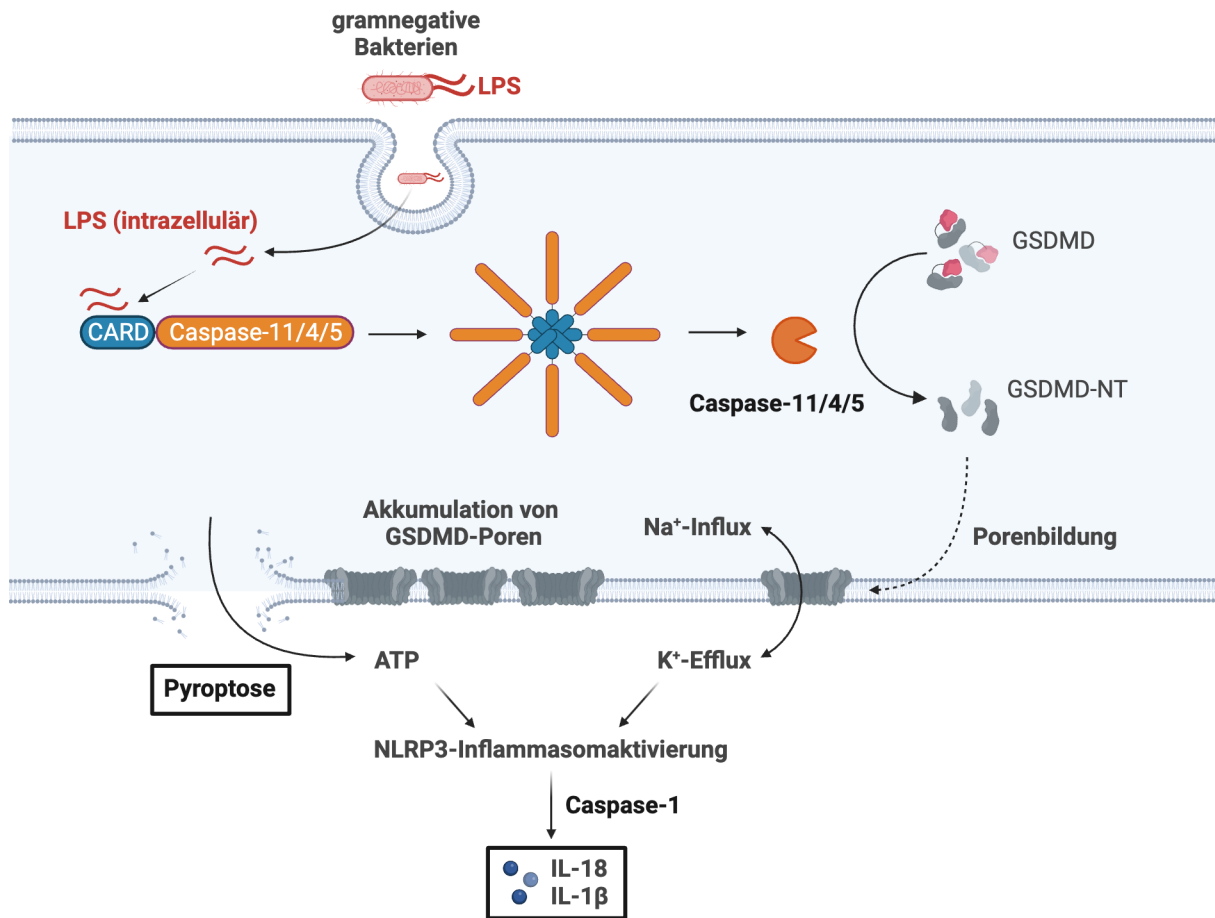 gramnegative
Bakterien
LPS
LPS (intrazellulär)
GSDMD
CARD
Caspase-11/4/5
Caspase-11/4/5
GSDMD-NT
Akkumulation von
GSDMD-Poren
Na⁺-Influx
Porenbildung
Pyroptose
ATP
K⁺-Efflux
NLRP3-Inflammasomaktivierung
Caspase-1
IL-18
IL-1β